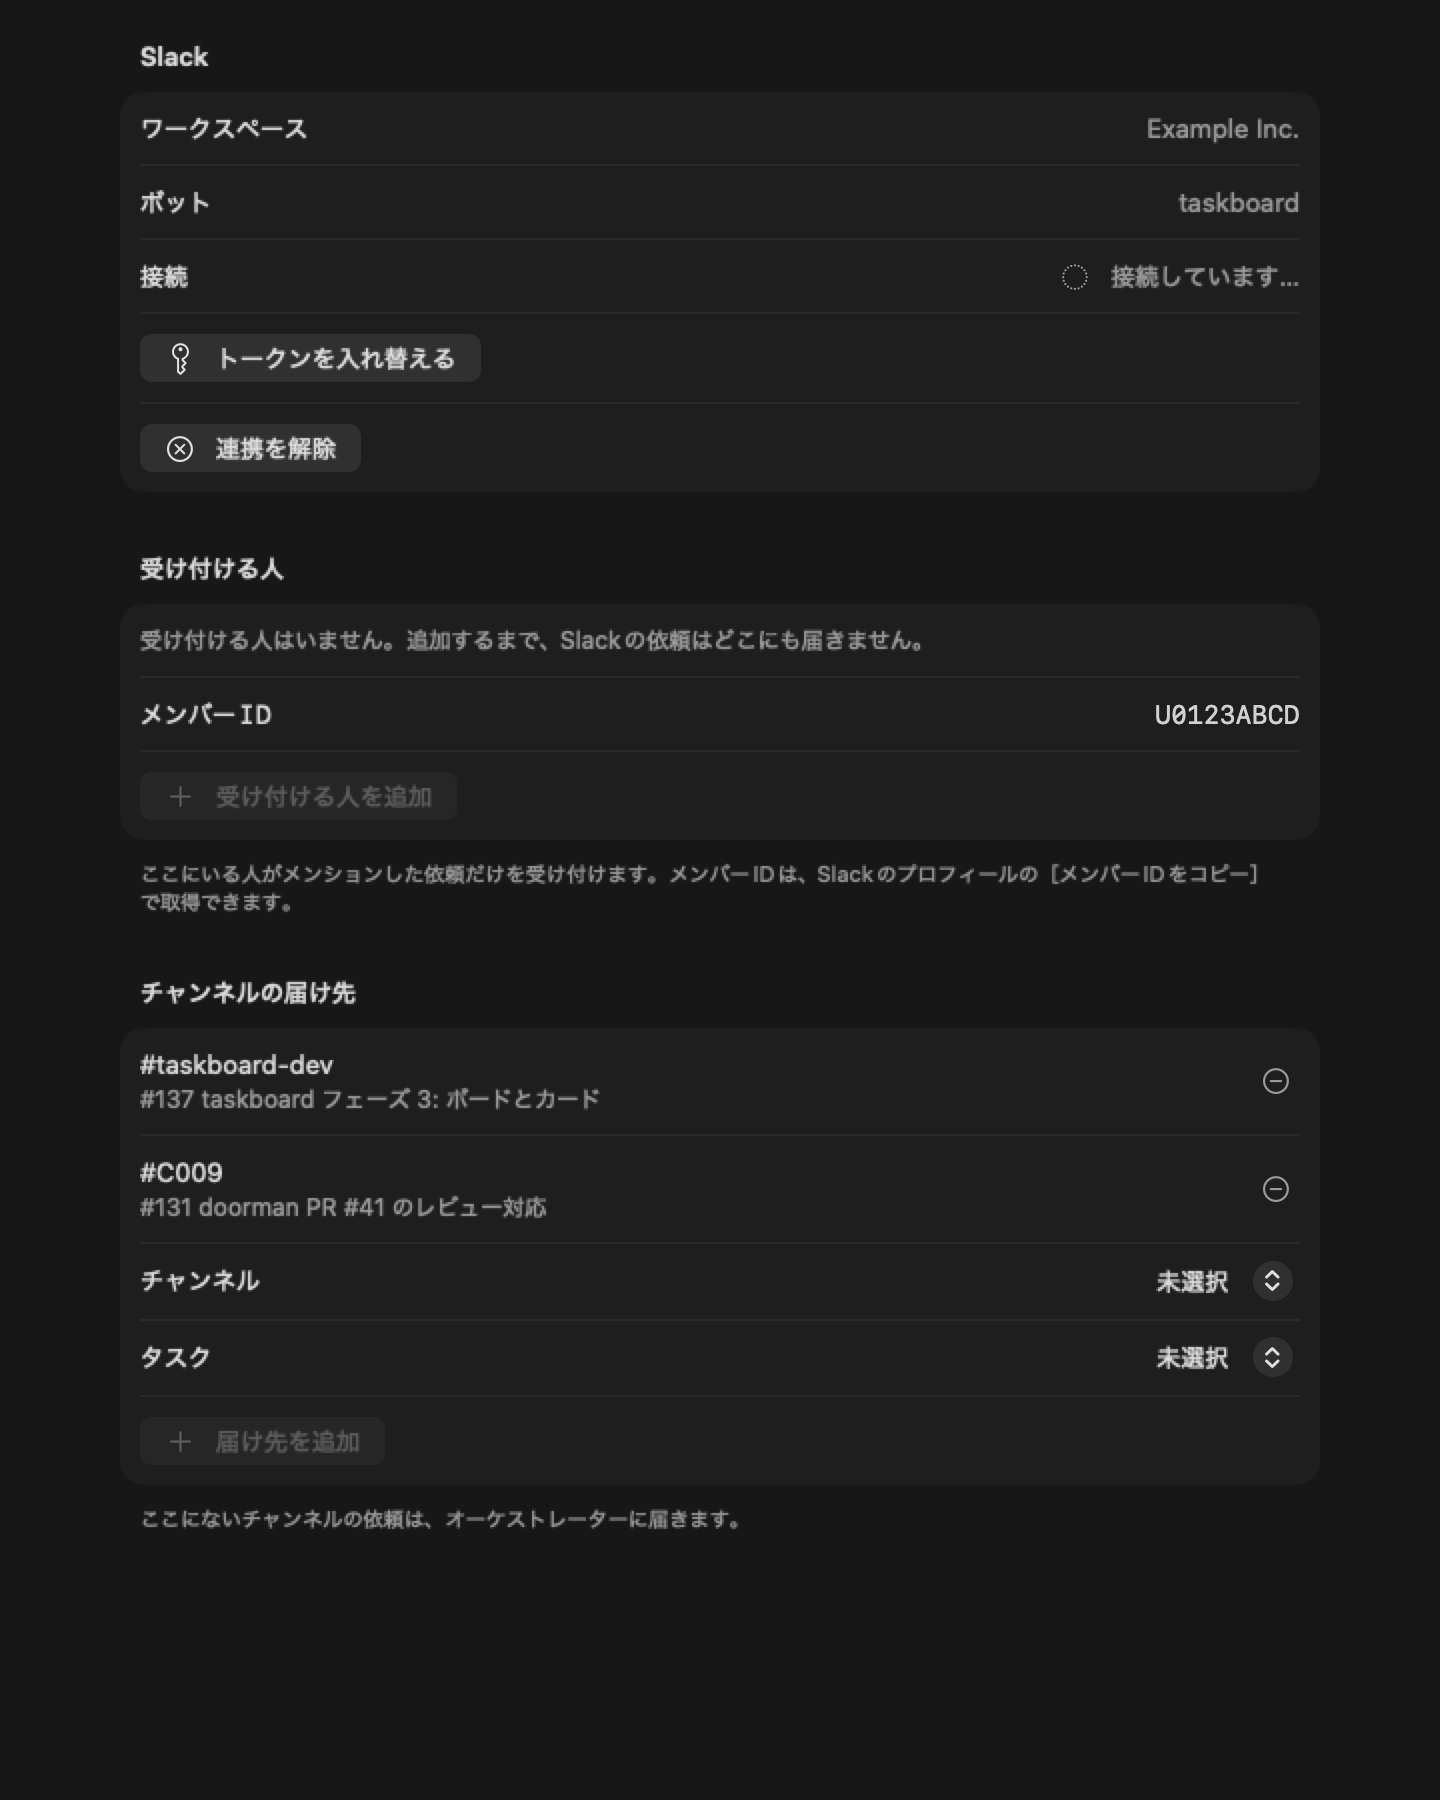 Slack
ワークスペース
Example Inc.
ボット
taskboard
接続
接続しています...
トークンを入れ替える
連携を解除
受け付ける人
受け付ける人はいません。追加するまで、Slackの依頼はどこにも届きません。
メンバーID
U0123ABCD
受け付ける人を追加
ここにいる人がメンションした依頼だけを受け付けます。メンバーIDは、Slackのプロフィールの［メンバーIDをコピー］
で取得できます。
チャンネルの届け先
#taskboard-dev
#137 taskboard フェーズ 3: ボードとカード
#C009
#131 doorman PR #41 のレビュー対応
チャンネル
未選択
タスク
未選択
届け先を追加
ここにないチャンネルの依頼は、オーケストレーターに届きます。